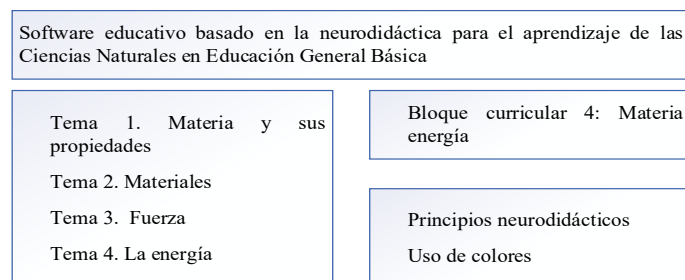 Software educativo basado en la neurodidáctica para el aprendizaje de las
Ciencias Naturales en Educación General Básica
Tema 1. Materia y sus
propiedades
Tema 2. Materiales
Tema 3. Fuerza
Tema 4. La energía
Bloque curricular 4: Materia
energía
Principios neurodidácticos
Uso de colores